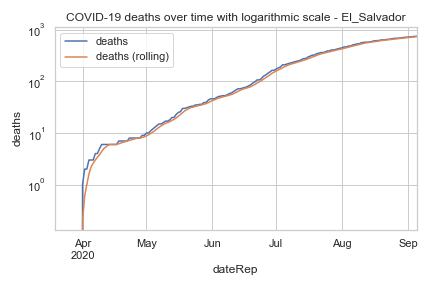 COVID-19 deaths over time with logarithmic scale - El_Salvador
deaths
deaths (rolling)
10³
10²
10¹
10⁰
deaths
Apr
2020
May
Jun
Jul
Aug
Sep
dateRep